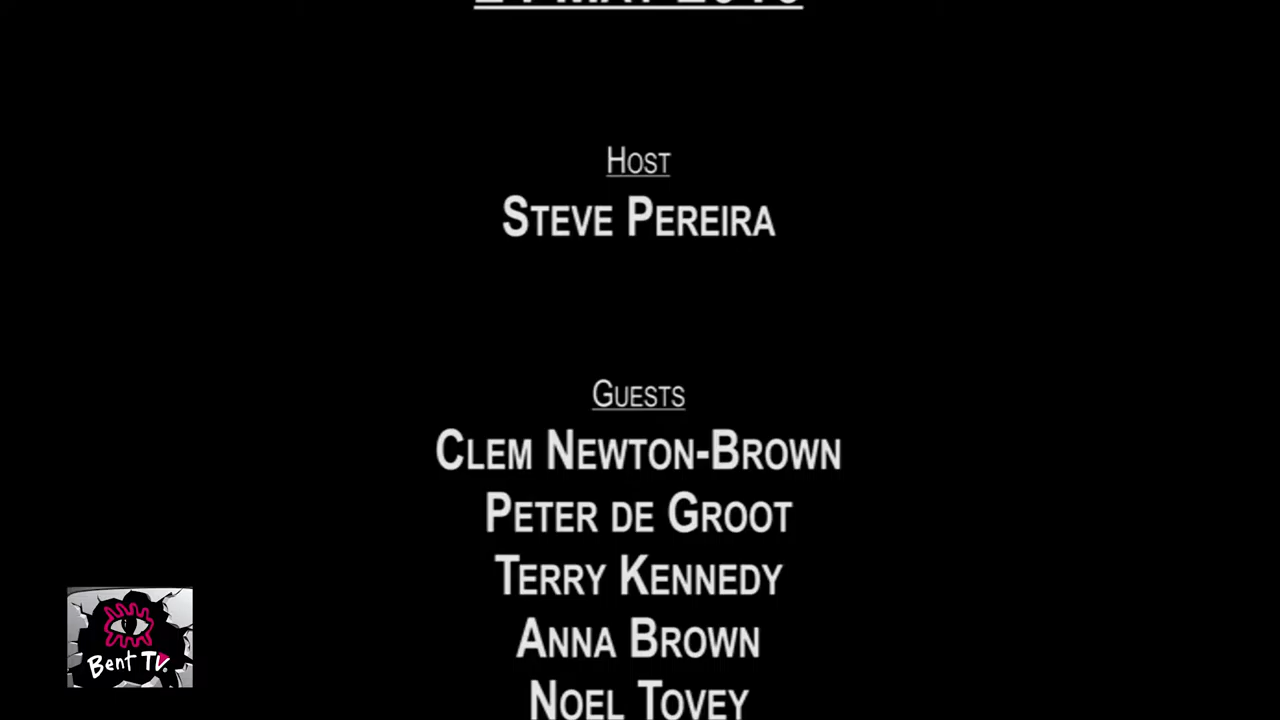 HOST
STEVE PEREIRA
GUESTS
CLEM NEWTON-BROWN
PETER DE GROOT
TERRY KENNEDY
ANNA BROWN
NOEL TOVEY
Bent TV.